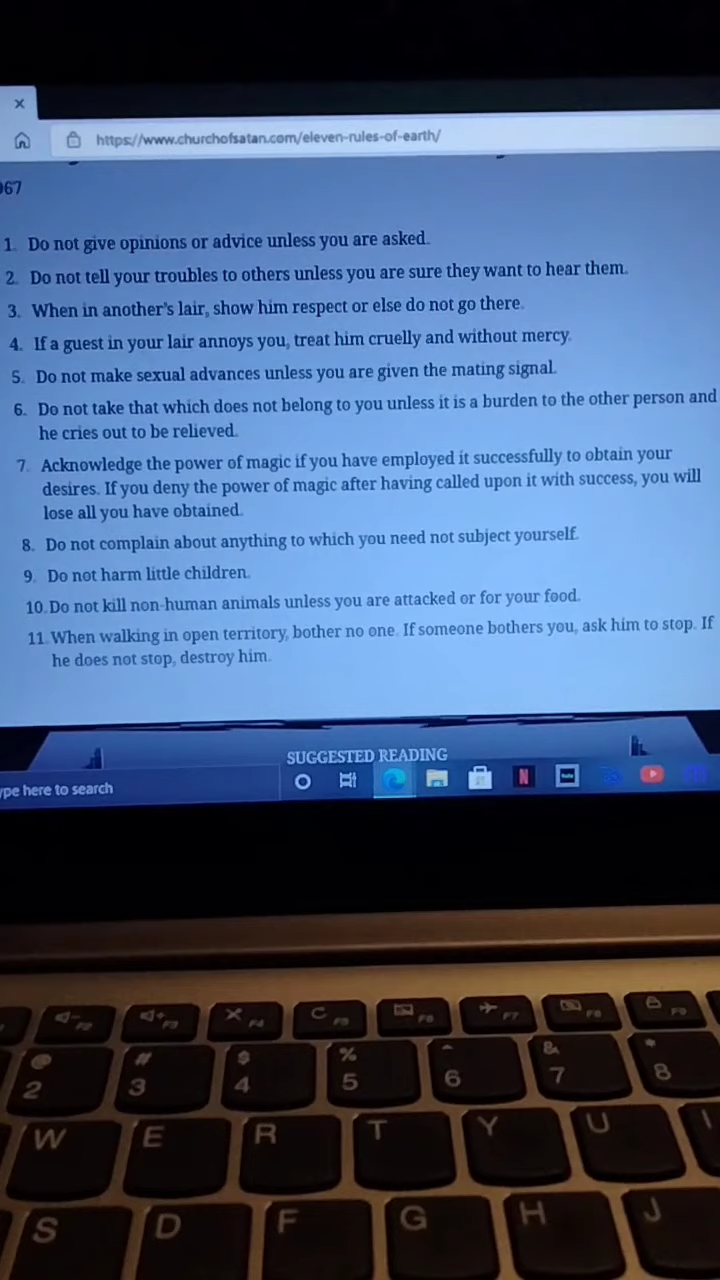 https://www.churchofsatan.com/eleven-rules-of-earth/
967
1. Do not give opinions or advice unless you are asked.
2. Do not tell your troubles to others unless you are sure they want to hear them.
3. When in another's lair, show him respect or else do not go there.
4. If a guest in your lair annoys you, treat him cruelly and without mercy.
5. Do not make sexual advances unless you are given the mating signal.
6. Do not take that which does not belong to you unless it is a burden to the other person and
he cries out to be relieved.
7. Acknowledge the power of magic if you have employed it successfully to obtain your
desires. If you deny the power of magic after having called upon it with success, you will
lose all you have obtained.
8. Do not complain about anything to which you need not subject yourself.
9. Do not harm little children.
10. Do not kill non-human animals unless you are attacked or for your food.
11. When walking in open territory, bother no one. If someone bothers you, ask him to stop. If
he does not stop, destroy him.
SUGGESTED READING
ype here to search
N
F2 F3 F4 F5 F6 F7 F8 F9
@ # $ % ^ & *
2 3 4 5 6 7 8
W E R T Y U I
S D F G H J